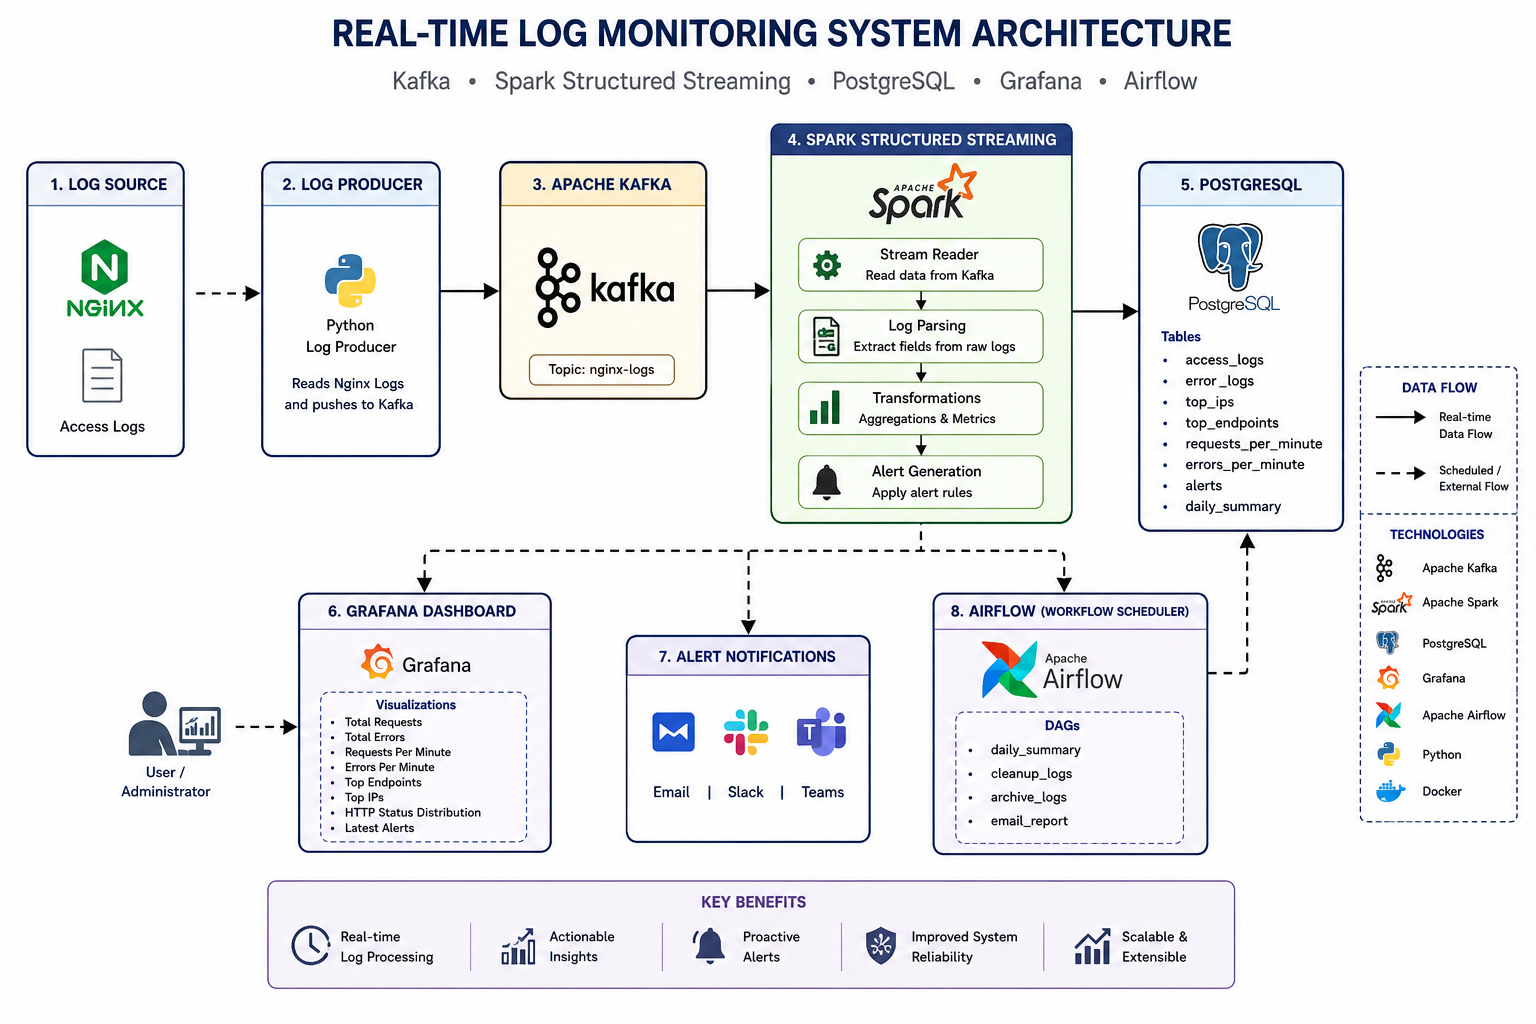 REAL-TIME LOG MONITORING SYSTEM ARCHITECTURE
Kafka • Spark Structured Streaming • PostgreSQL • Grafana • Airflow
1. LOG SOURCE
NGINX
Access Logs
2. LOG PRODUCER
Python
Log Producer
Reads Nginx Logs
and pushes to Kafka
3. APACHE KAFKA
kafka
Topic: nginx-logs
4. SPARK STRUCTURED STREAMING
APACHE
Spark
Stream Reader
Read data from Kafka
Log Parsing
Extract fields from raw logs
Transformations
Aggregations & Metrics
Alert Generation
Apply alert rules
5. POSTGRESQL
PostgreSQL
Tables
• access_logs
• error_logs
• top_ips
• top_endpoints
• requests_per_minute
• errors_per_minute
• alerts
• daily_summary
DATA FLOW
Real-time
Data Flow
Scheduled /
External Flow
TECHNOLOGIES
Apache Kafka
Spark
Apache Spark
PostgreSQL
Grafana
Apache Airflow
Python
Docker
User /
Administrator
6. GRAFANA DASHBOARD
Grafana
Visualizations
• Total Requests
• Total Errors
• Requests Per Minute
• Errors Per Minute
• Top Endpoints
• Top IPs
• HTTP Status Distribution
• Latest Alerts
7. ALERT NOTIFICATIONS
T
Email | Slack | Teams
8. AIRFLOW (WORKFLOW SCHEDULER)
Apache
Airflow
DAGs
• daily_summary
• cleanup_logs
• archive_logs
• email_report
KEY BENEFITS
Real-time
Log Processing
Actionable
Insights
Proactive
Alerts
Improved System
Reliability
Scalable &
Extensible